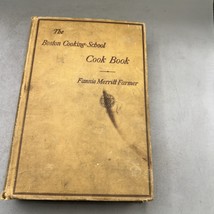 The
Boston Cooking-School
Cook Book
Fannie Merritt Farmer